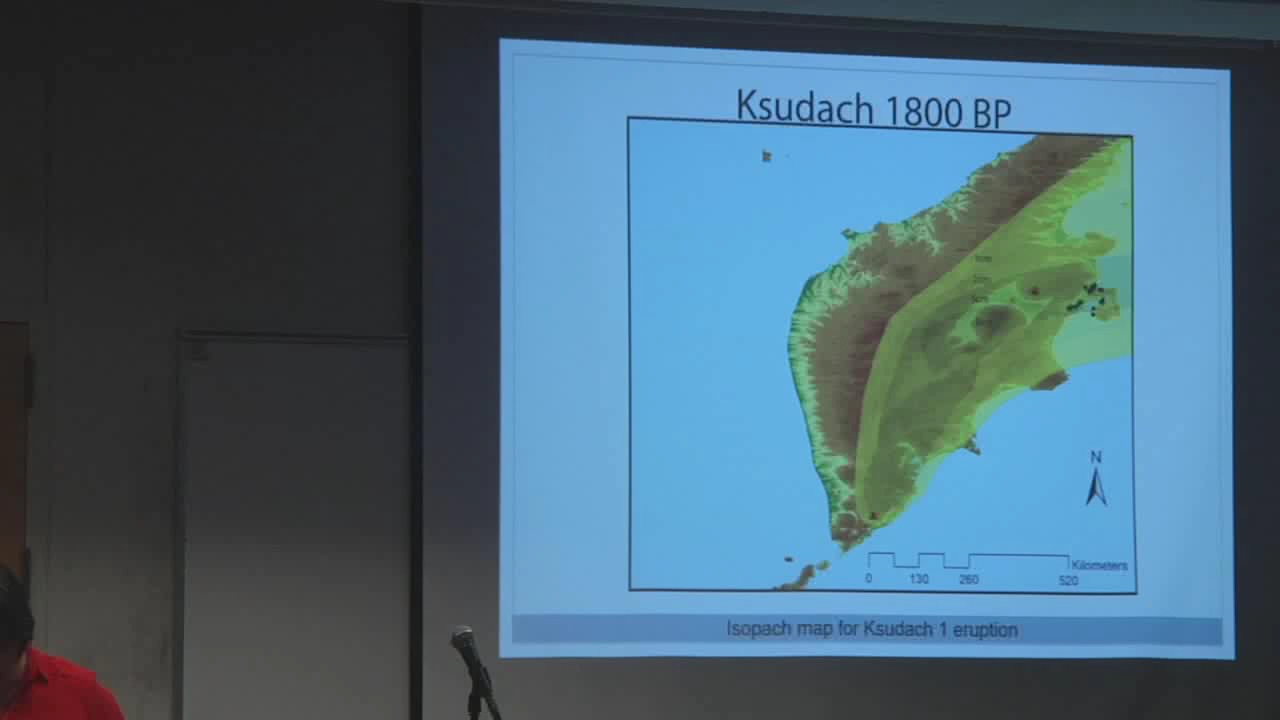 Ksudach 1800 BP
N
Kilometers
0 130 260 520
Isopach map for Ksudach 1 eruption